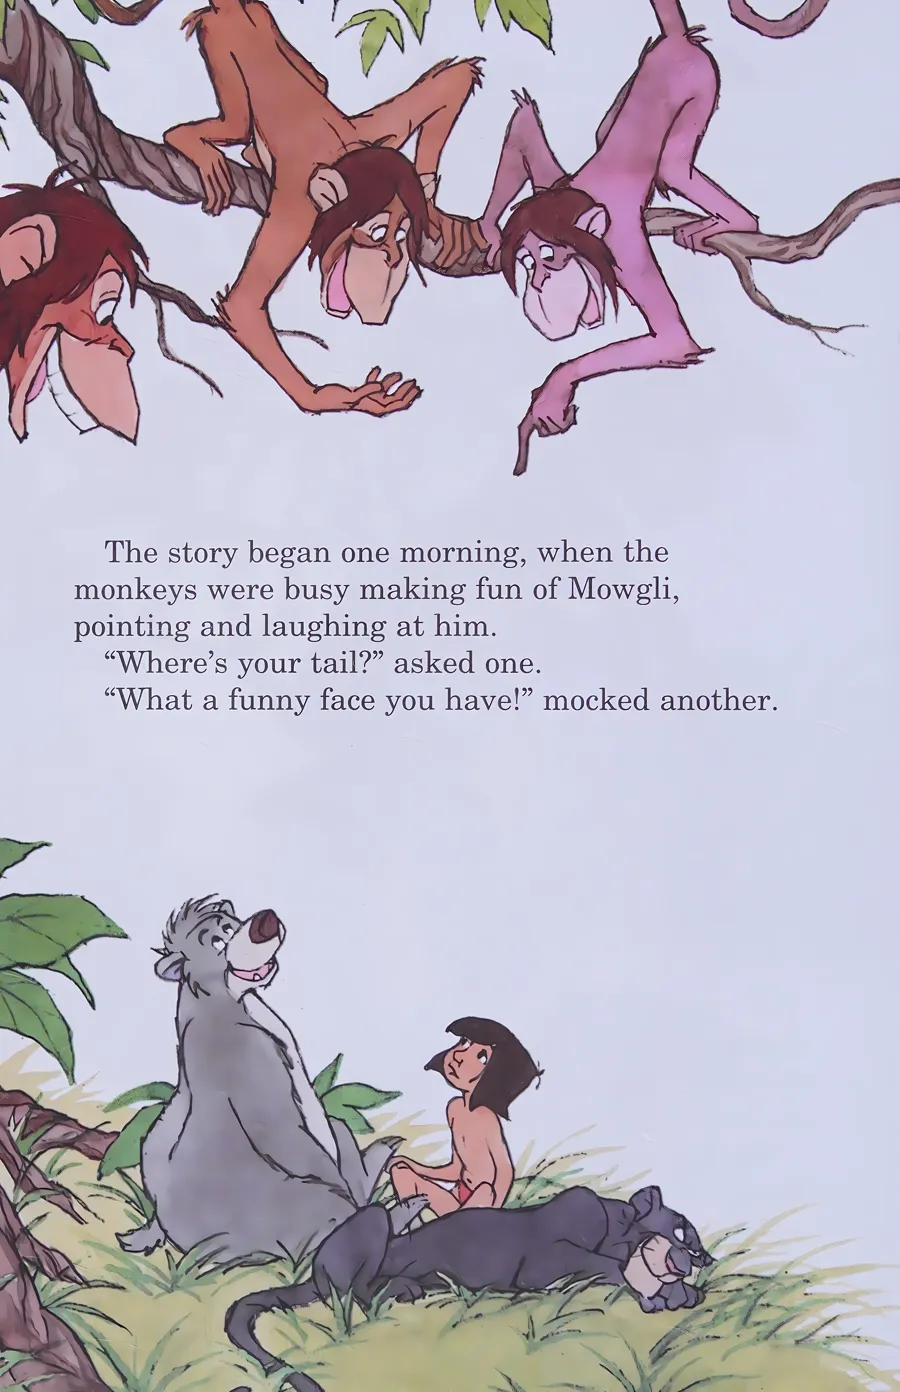 The story began one morning, when the
monkeys were busy making fun of Mowgli,
pointing and laughing at him.
“Where’s your tail?” asked one.
“What a funny face you have!” mocked another.